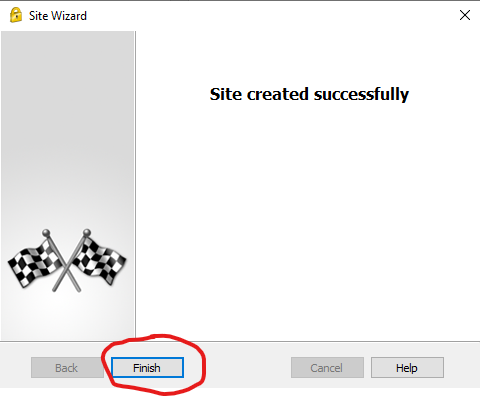 Site Wizard
Site created successfully
Back
Finish
Cancel
Help